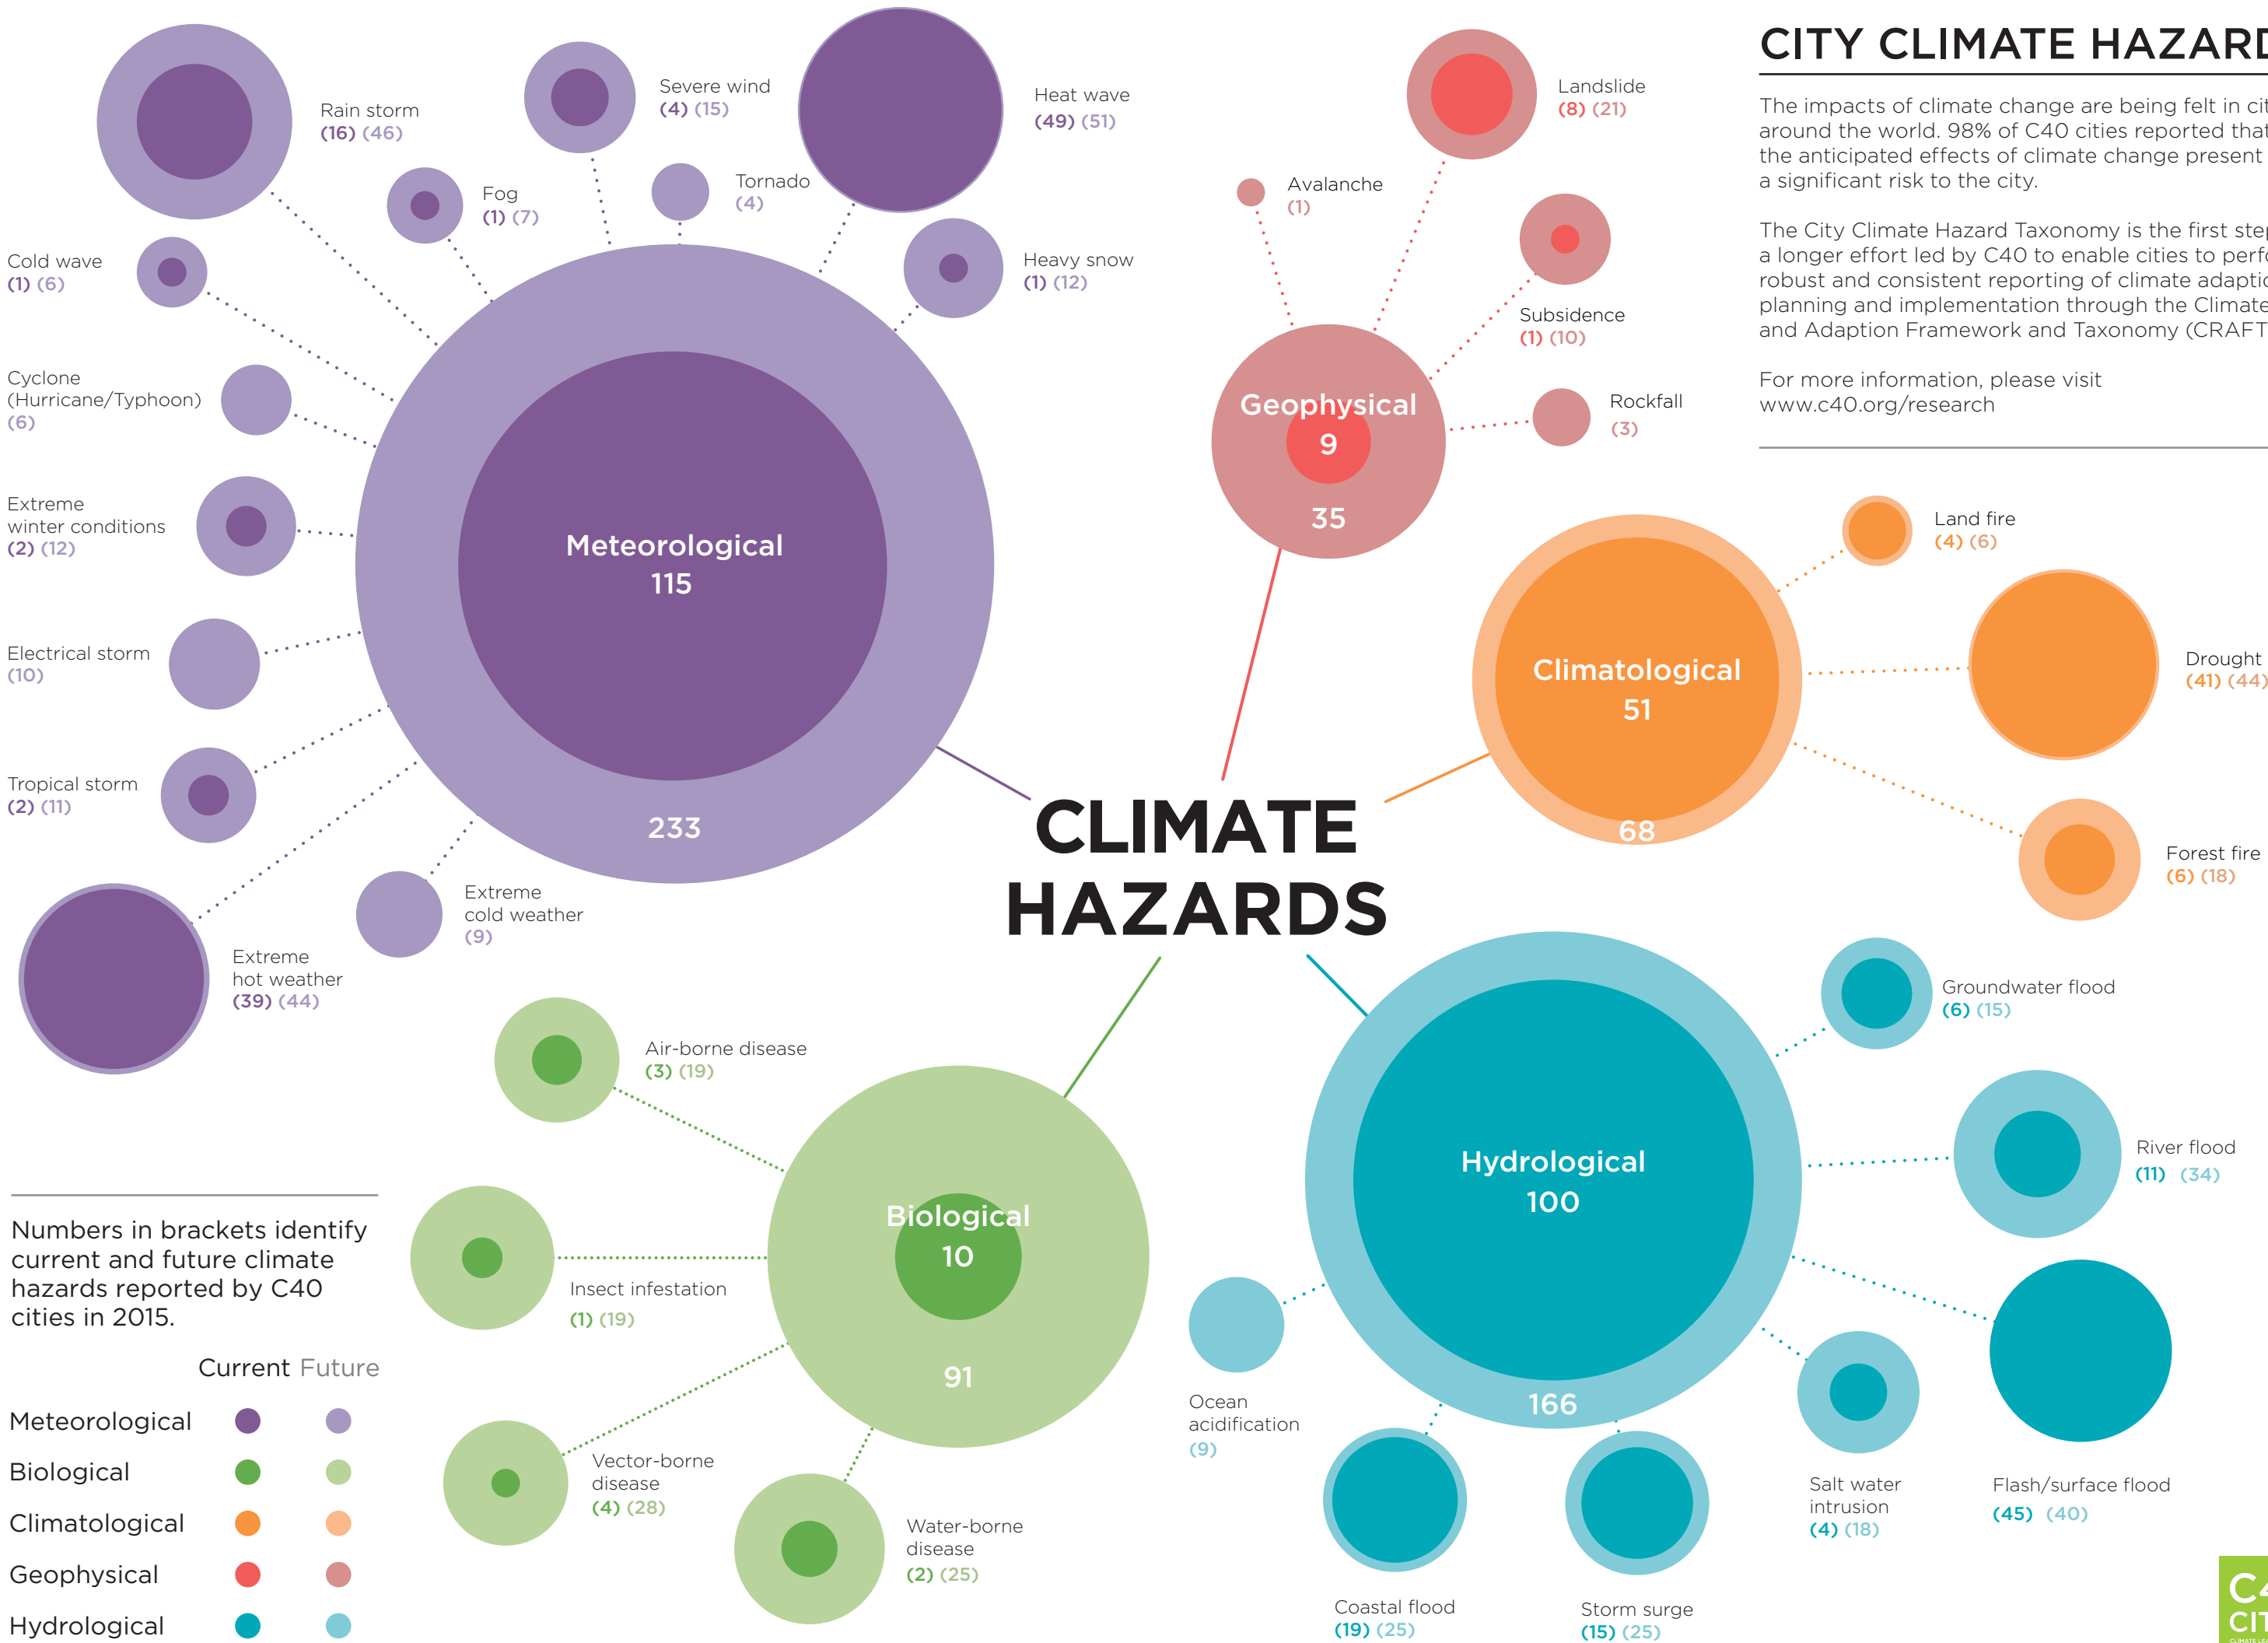 CITY CLIMATE HAZARD
The impacts of climate change are being felt in
around the world. 98% of C40 cities reported that
the anticipated effects of climate change present
a significant risk to the city.
The City Climate Hazard Taxonomy is the first step
a longer effort led by C40 to enable cities to
robust and consistent reporting of climate
planning and implementation through the Climate
and Adaption Framework and Taxonomy (CRAFT
For more information, please visit
www.c40.org/research
CLIMATE
HAZARDS
Meteorological
115
233
Rain storm
(16) (46)
Severe wind
(4) (15)
Heat wave
(49) (51)
Fog
(1) (7)
Tornado
(4)
Heavy snow
(1) (12)
Cold wave
(1) (6)
Cyclone
(Hurricane/Typhoon)
(6)
Extreme
winter conditions
(2) (12)
Electrical storm
(10)
Tropical storm
(2) (11)
Extreme
hot weather
(39) (44)
Extreme
cold weather
(9)
Geophysical
9
35
Landslide
(8) (21)
Avalanche
(1)
Subsidence
(1) (10)
Rockfall
(3)
Climatological
51
68
Land fire
(4) (6)
Drought
(41) (44)
Forest fire
(6) (18)
Hydrological
100
166
Groundwater flood
(6) (15)
River flood
(11) (34)
Flash/surface flood
(45) (40)
Salt water
intrusion
(4) (18)
Storm surge
(15) (25)
Coastal flood
(19) (25)
Ocean
acidification
(9)
Biological
10
91
Air-borne disease
(3) (19)
Insect infestation
(1) (19)
Vector-borne
disease
(4) (28)
Water-borne
disease
(2) (25)
Numbers in brackets identify
current and future climate
hazards reported by C40
cities in 2015.
Current Future
Meteorological
Biological
Climatological
Geophysical
Hydrological